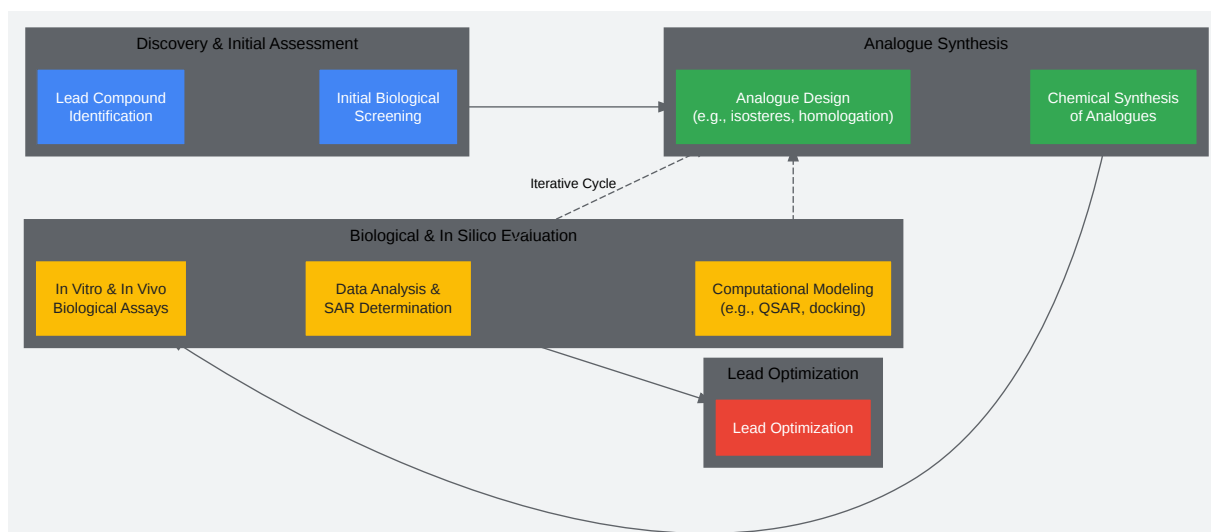 Discovery & Initial Assessment
Lead Compound
Identification
Initial Biological
Screening
Analogue Synthesis
Analogue Design
(e.g., isosteres, homologation)
Chemical Synthesis
of Analogues
Iterative Cycle
Biological & In Silico Evaluation
In Vitro & In Vivo
Biological Assays
Data Analysis &
SAR Determination
Computational Modeling
(e.g., QSAR, docking)
Lead Optimization
Lead Optimization